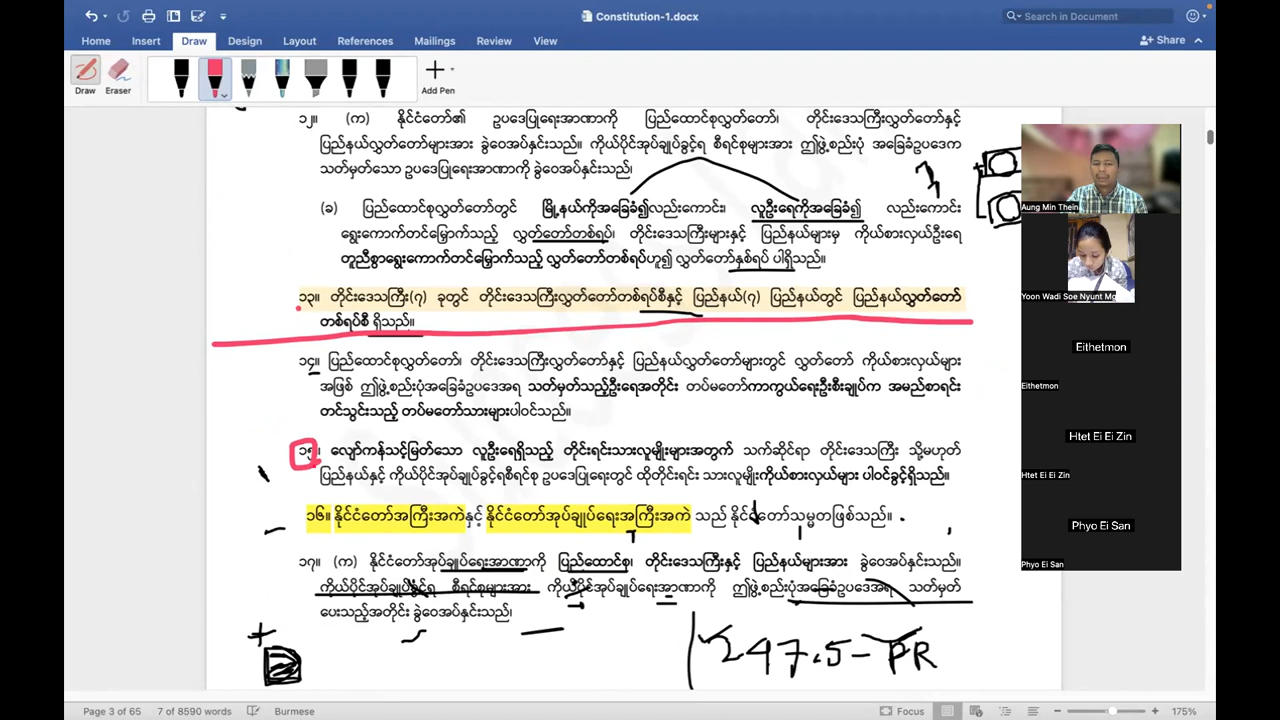 Constitution-1.docx
Search in Document
Home
Insert
Draw
Design
Layout
References
Mailings
Review
View
Share
Draw
Eraser
Add Pen
၁၂။ (က) နိုင်ငံတော်၏ ဥပဒေပြုရေးအာဏာကို ပြည်ထောင်စုလွှတ်တော်၊ တိုင်းဒေသကြီးလွှတ်တော်နှင့်
ပြည်နယ်လွှတ်တော်များအား ခွဲဝေအပ်နှင်းသည်။ ကိုယ်ပိုင်အုပ်ချုပ်ခွင့်ရ စီရင်စုများအား ဤဖွဲ့စည်းပုံ အခြေခံဥပဒေက
သတ်မှတ်သော ဥပဒေပြုရေးအာဏာကို ခွဲဝေအပ်နှင်းသည်၊
(ခ) ပြည်ထောင်စုလွှတ်တော်တွင် မြို့နယ်ကိုအခြေခံ၍လည်းကောင်း၊ လူဦးရေကိုအခြေခံ၍ လည်းကောင်း
ရွေးကောက်တင်မြှောက်သည့် လွှတ်တော်တစ်ရပ်၊ တိုင်းဒေသကြီးများနှင့် ပြည်နယ်များမှ ကိုယ်စားလှယ်ဦးရေ
တူညီစွာရွေးကောက်တင်မြှောက်သည့် လွှတ်တော်တစ်ရပ်ဟူ၍ လွှတ်တော်နှစ်ရပ် ပါရှိသည်။
၁၃။ တိုင်းဒေသကြီး(၇) ခုတွင် တိုင်းဒေသကြီးလွှတ်တော်တစ်ရပ်စီနှင့် ပြည်နယ်(၇) ပြည်နယ်တွင် ပြည်နယ်လွှတ်တော်
တစ်ရပ်စီ ရှိသည်။
၁၄။ ပြည်ထောင်စုလွှတ်တော်၊ တိုင်းဒေသကြီးလွှတ်တော်နှင့် ပြည်နယ်လွှတ်တော်များတွင် လွှတ်တော် ကိုယ်စားလှယ်များ
အဖြစ် ဤဖွဲ့စည်းပုံအခြေခံဥပဒေအရ သတ်မှတ်သည့်ဦးရေအတိုင်း တပ်မတော်ကာကွယ်ရေးဦးစီးချုပ်က အမည်စာရင်း
တင်သွင်းသည့် တပ်မတော်သားများပါဝင်သည်။
၁၅၊ လျော်ကန်သင့်မြတ်သော လူဦးရေရှိသည့် တိုင်းရင်းသားလူမျိုးများအတွက် သက်ဆိုင်ရာ တိုင်းဒေသကြီး သို့မဟုတ်
ပြည်နယ်နှင့် ကိုယ်ပိုင်အုပ်ချုပ်ခွင့်ရစီရင်စု ဥပဒေပြုရေးတွင် ထိုတိုင်းရင်း သားလူမျိုးကိုယ်စားလှယ်များ ပါဝင်ခွင့်ရှိသည်။
၁၆။ နိုင်ငံတော်အကြီးအကဲနှင့် နိုင်ငံတော်အုပ်ချုပ်ရေးအကြီးအကဲ သည် နိုင်ငံတော်သမ္မတဖြစ်သည်။
၁၇။ (က) နိုင်ငံတော်အုပ်ချုပ်ရေးအာဏာကို ပြည်ထောင်စု၊ တိုင်းဒေသကြီးနှင့် ပြည်နယ်များအား ခွဲဝေအပ်နှင်းသည်။
ကိုယ်ပိုင်အုပ်ချုပ်ခွင့်ရ စီရင်စုများအား ကိုယ်ပိုင်အုပ်ချုပ်ရေးအာဏာကို ဤဖွဲ့စည်းပုံအခြေခံဥပဒေအရ သတ်မှတ်
ပေးသည့်အတိုင်း ခွဲဝေအပ်နှင်းသည်၊
247.5-PR
Aung Min Thein
Yoon Wadi Soe Nyunt Mg
Eithetmon
Eithetmon
Htet Ei Ei Zin
Htet Ei Ei Zin
Phyo Ei San
Phyo Ei San
Page 3 of 65
7 of 8590 words
Burmese
Focus
175%